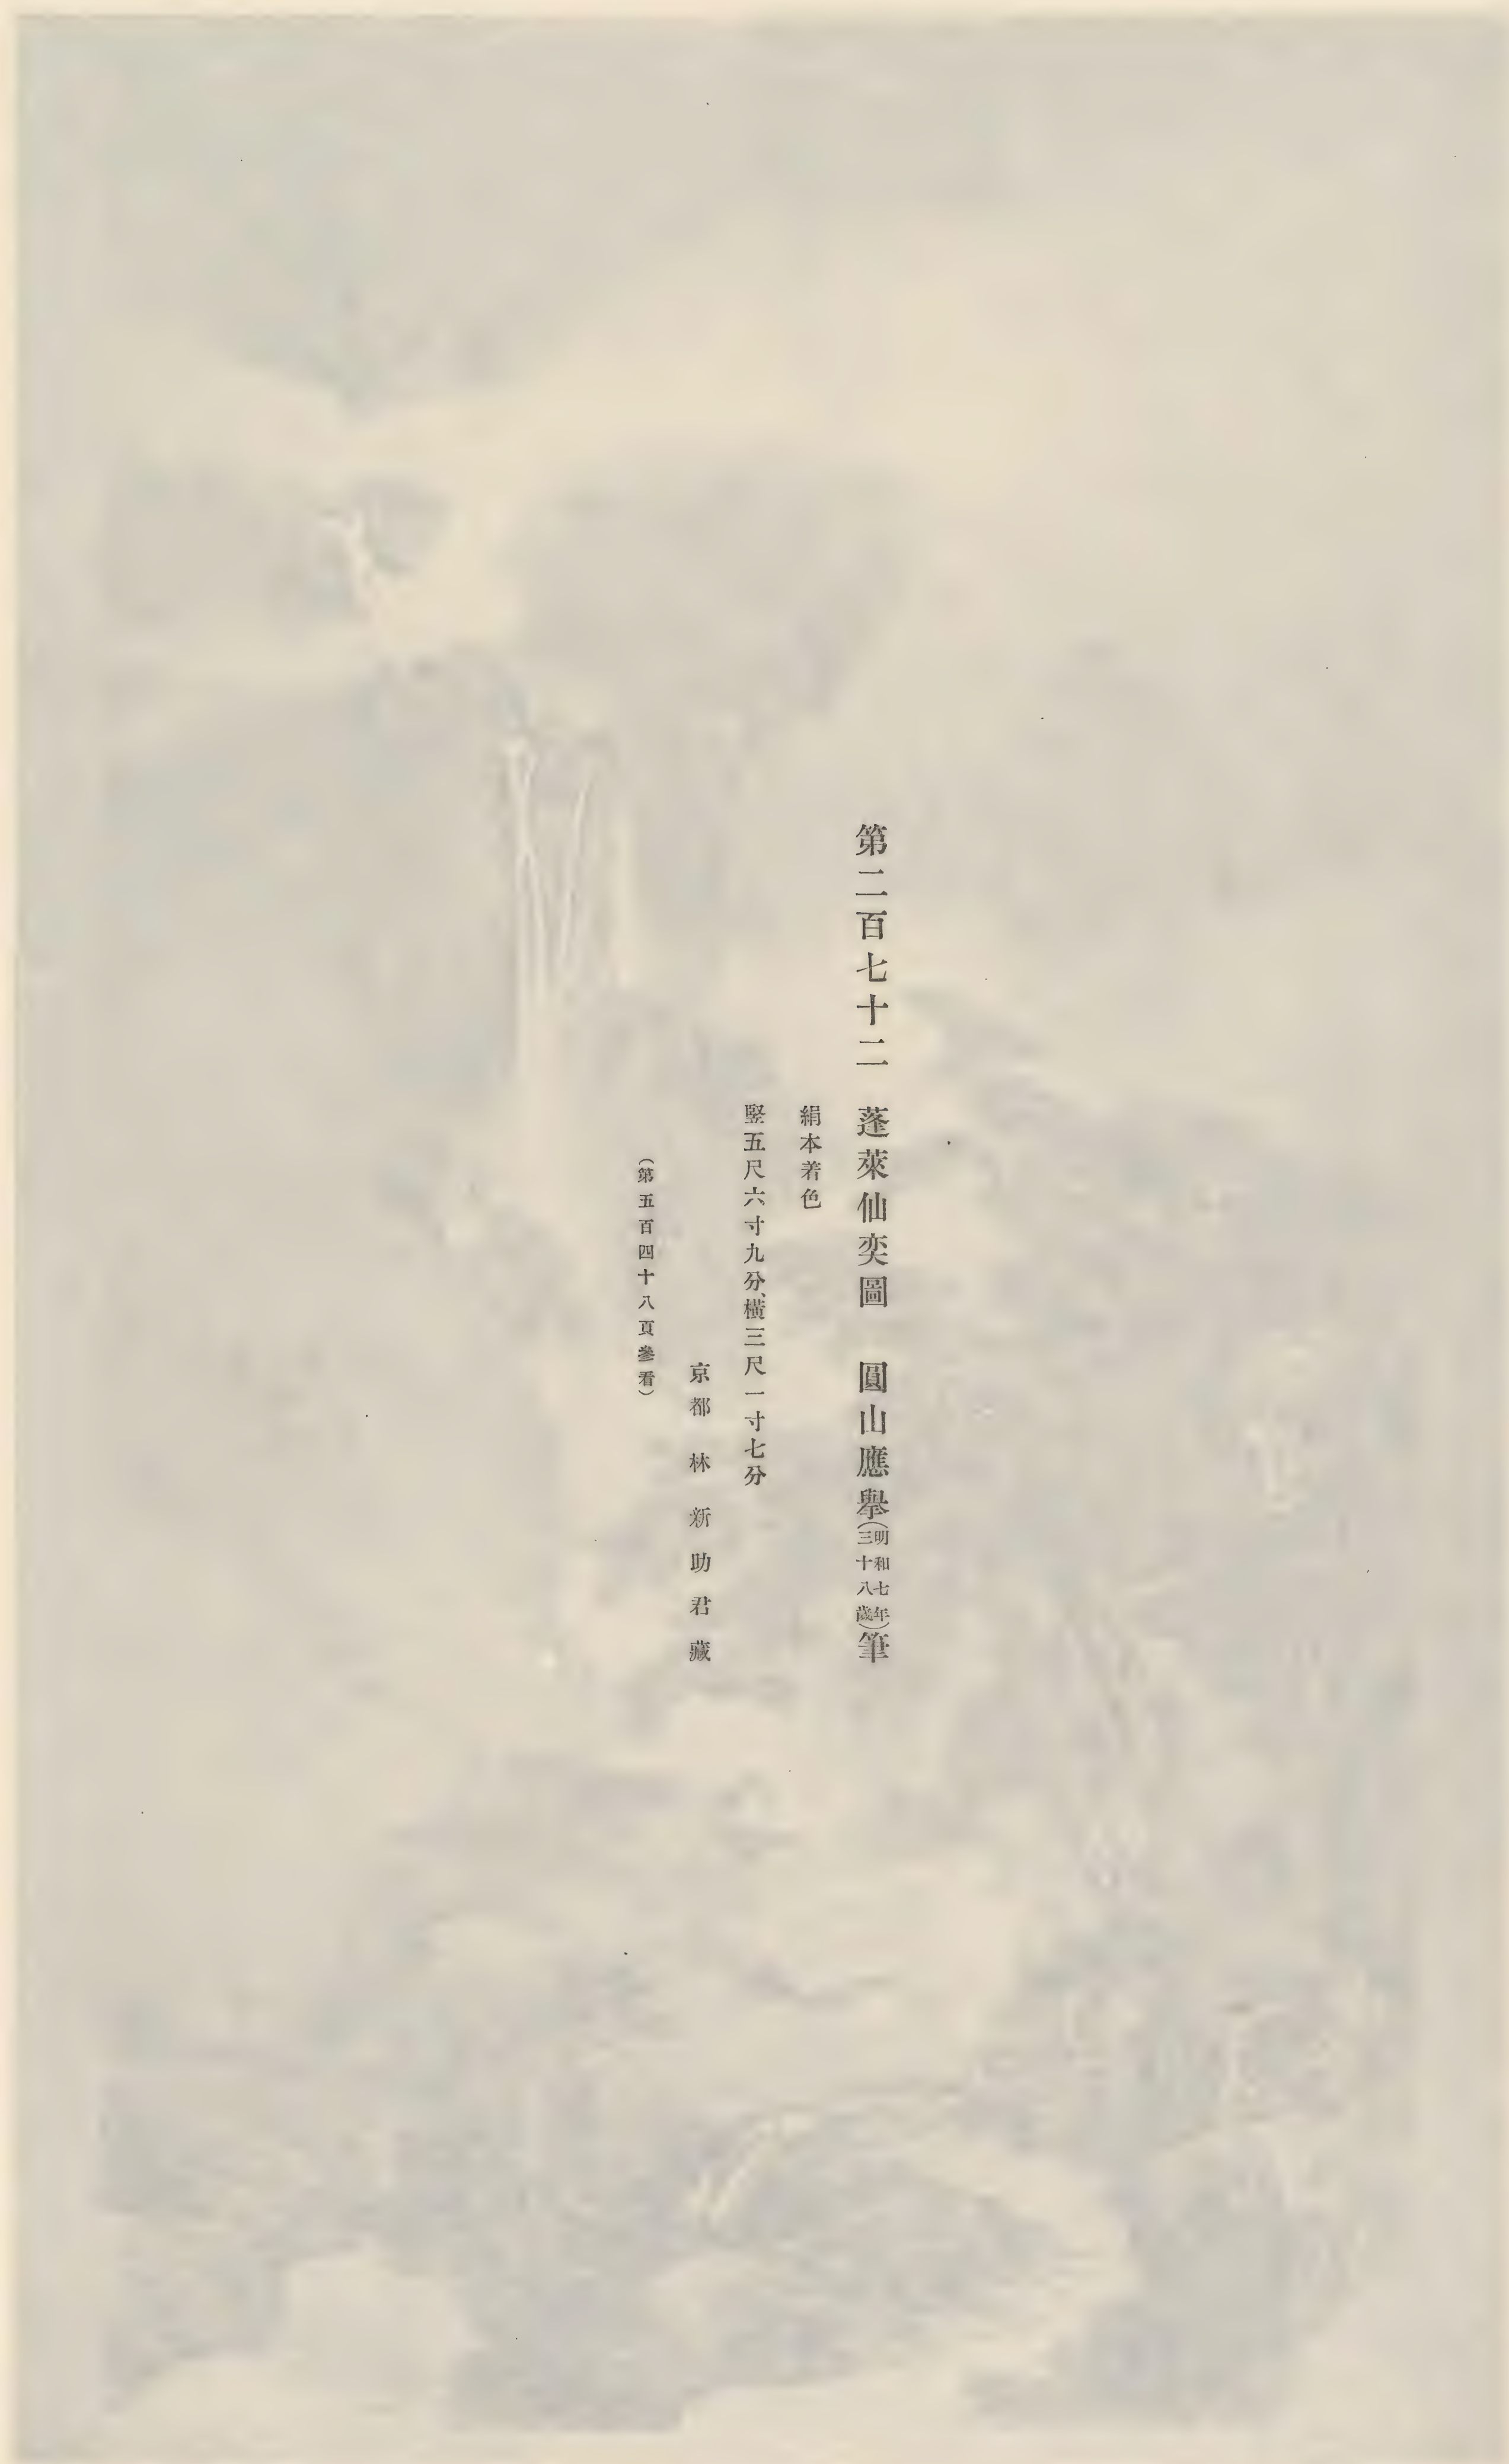 第二百七十二　蓬萊仙奕圖　圓山應擧(明和七年三十八歲)筆
絹本着色
竪五尺六寸九分、橫三尺一寸七分
京都　林　新助君藏
(第五百四十八頁參看)